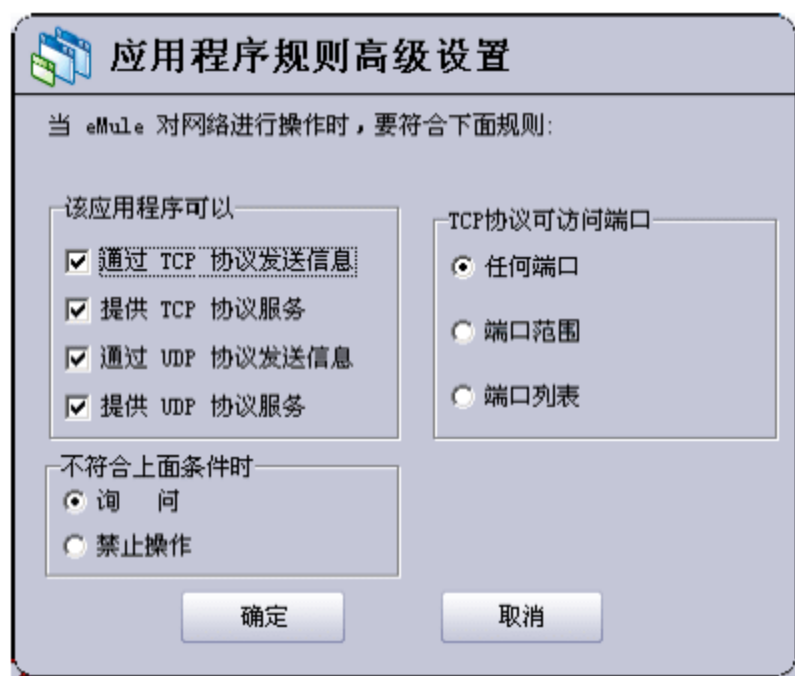 应用程序规则高级设置
当 eMule 对网络进行操作时，要符合下面规则:
该应用程序可以
通过 TCP 协议发送信息
提供 TCP 协议服务
通过 UDP 协议发送信息
提供 UDP 协议服务
TCP协议可访问端口
任何端口
端口范围
端口列表
不符合上面条件时
询 问
禁止操作
确定
取消